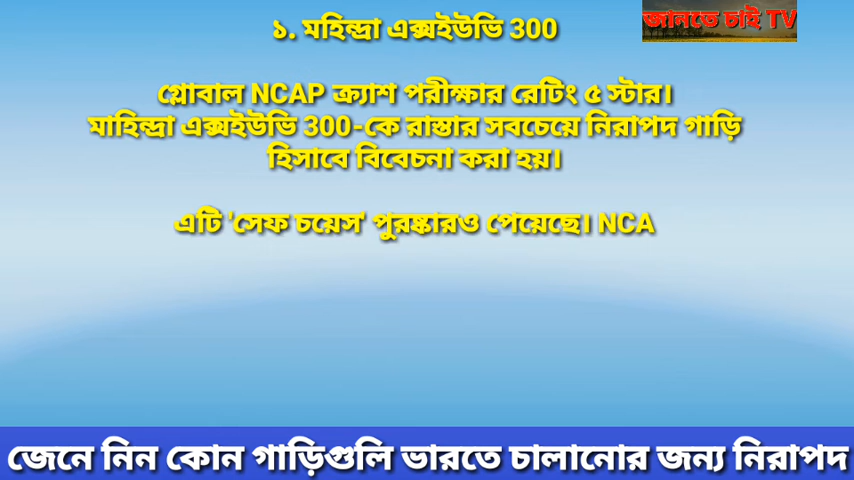 জানতে চাই TV
১. মহিন্দ্রা এক্সইউভি 300
গ্লোবাল NCAP ক্র্যাশ পরীক্ষার রেটিং ৫ স্টার।
মাহিন্দ্রা এক্সইউভি 300-কে রাস্তার সবচেয়ে নিরাপদ গাড়ি
হিসাবে বিবেচনা করা হয়।
এটি 'সেফ চয়েস' পুরষ্কারও পেয়েছে। NCA
জেনে নিন কোন গাড়িগুলি ভারতে চালানোর জন্য নিরাপদ